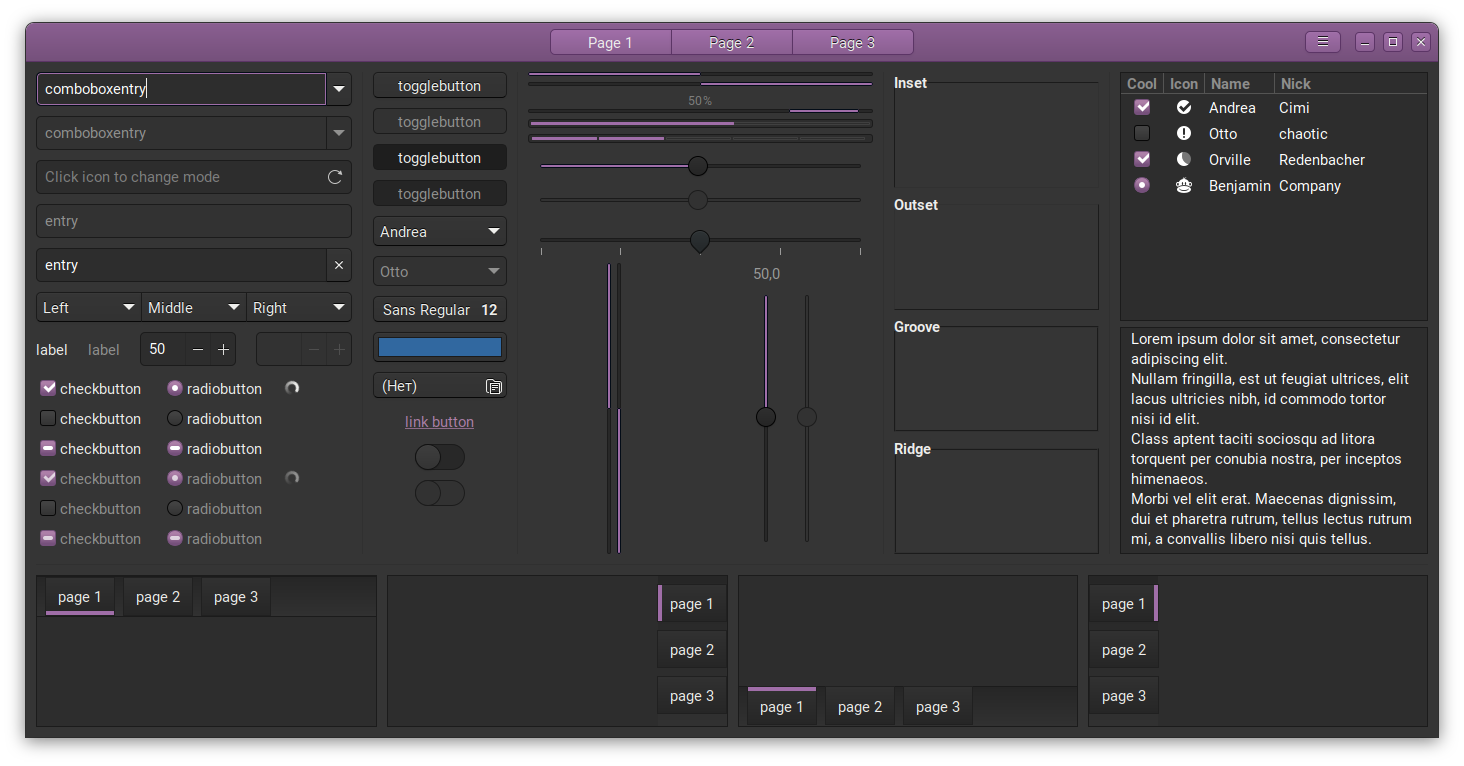 Page 1 Page 2 Page 3
comboboxentry
comboboxentry
Click icon to change mode
entry
entry
Left Middle Right
label label 50
checkbutton radiobutton
checkbutton radiobutton
checkbutton radiobutton
checkbutton radiobutton
checkbutton radiobutton
checkbutton radiobutton
togglebutton
togglebutton
togglebutton
togglebutton
Andrea
Otto
Sans Regular 12
(Нет)
link button
50 %
50,0
Inset
Outset
Groove
Ridge
Cool Icon Name Nick
Andrea Cimi
Otto chaotic
Orville Redenbacher
Benjamin Company
Lorem ipsum dolor sit amet, consectetur
adipiscing elit.
Nullam fringilla, est ut feugiat ultrices, elit
lacus ultricies nibh, id commodo tortor
nisi id elit.
Class aptent taciti sociosqu ad litora
torquent per conubia nostra, per inceptos
himenaeos.
Morbi vel elit erat. Maecenas dignissim,
dui et pharetra rutrum, tellus lectus rutrum
mi, a convallis libero nisi quis tellus.
page 1 page 2 page 3
page 1
page 2
page 3
page 1 page 2 page 3
page 1
page 2
page 3